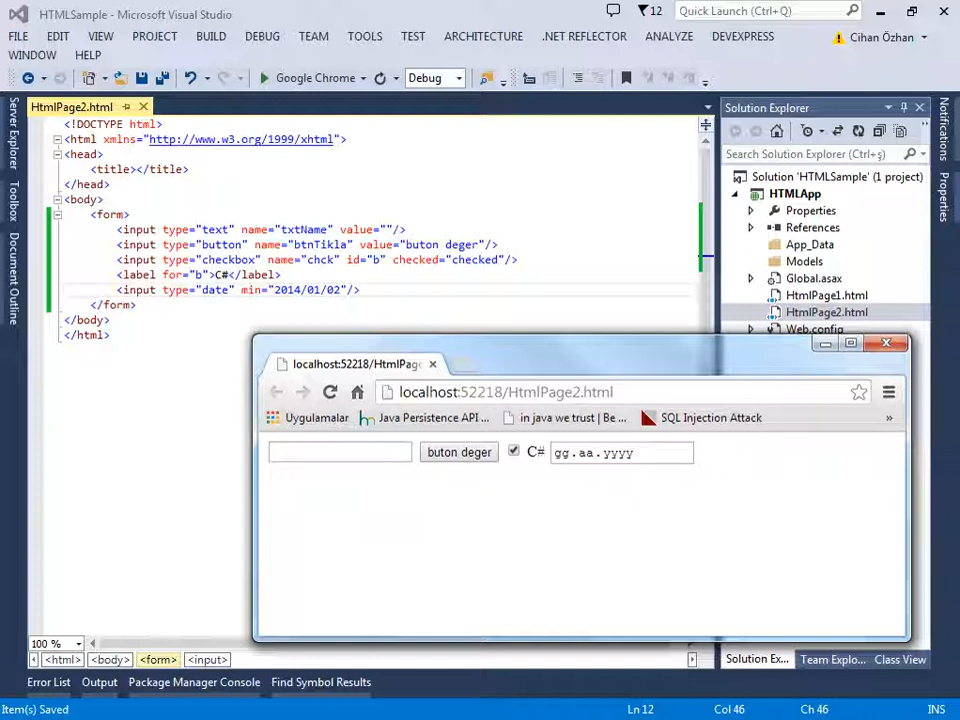 HTMLSample - Microsoft Visual Studio
12
Quick Launch (Ctrl+Q)
FILE EDIT VIEW PROJECT BUILD DEBUG TEAM TOOLS TEST ARCHITECTURE .NET REFLECTOR ANALYZE DEVEXPRESS
Cihan Özhan
WINDOW HELP
Google Chrome
Debug
Server Explorer
Toolbox
Document Outline
HtmlPage2.html
<!DOCTYPE html>
<html xmlns="http://www.w3.org/1999/xhtml">
<head>
<title></title>
</head>
<body>
<form>
<input type="text" name="txtName" value=""/>
<input type="button" name="btnTikla" value="buton deger"/>
<input type="checkbox" name="chck" id="b" checked="checked"/>
<label for="b">C#</label>
<input type="date" min="2014/01/02"/>
</form>
</body>
</html>
Solution Explorer
Search Solution Explorer (Ctrl+ş)
Solution 'HTMLSample' (1 project)
HTMLApp
Properties
References
App_Data
Models
Global.asax
HtmlPage1.html
HtmlPage2.html
Web.config
Notifications
Properties
localhost:52218/HtmlPag
localhost:52218/HtmlPage2.html
Uygulamalar
Java Persistence API ...
in java we trust | Be ...
SQL Injection Attack
»
buton deger
C#
gg.aa.yyyy
100 %
<html> <body> <form> <input>
Solution Ex... Team Explo... Class View
Error List Output Package Manager Console Find Symbol Results
Item(s) Saved
Ln 12 Col 46 Ch 46 INS